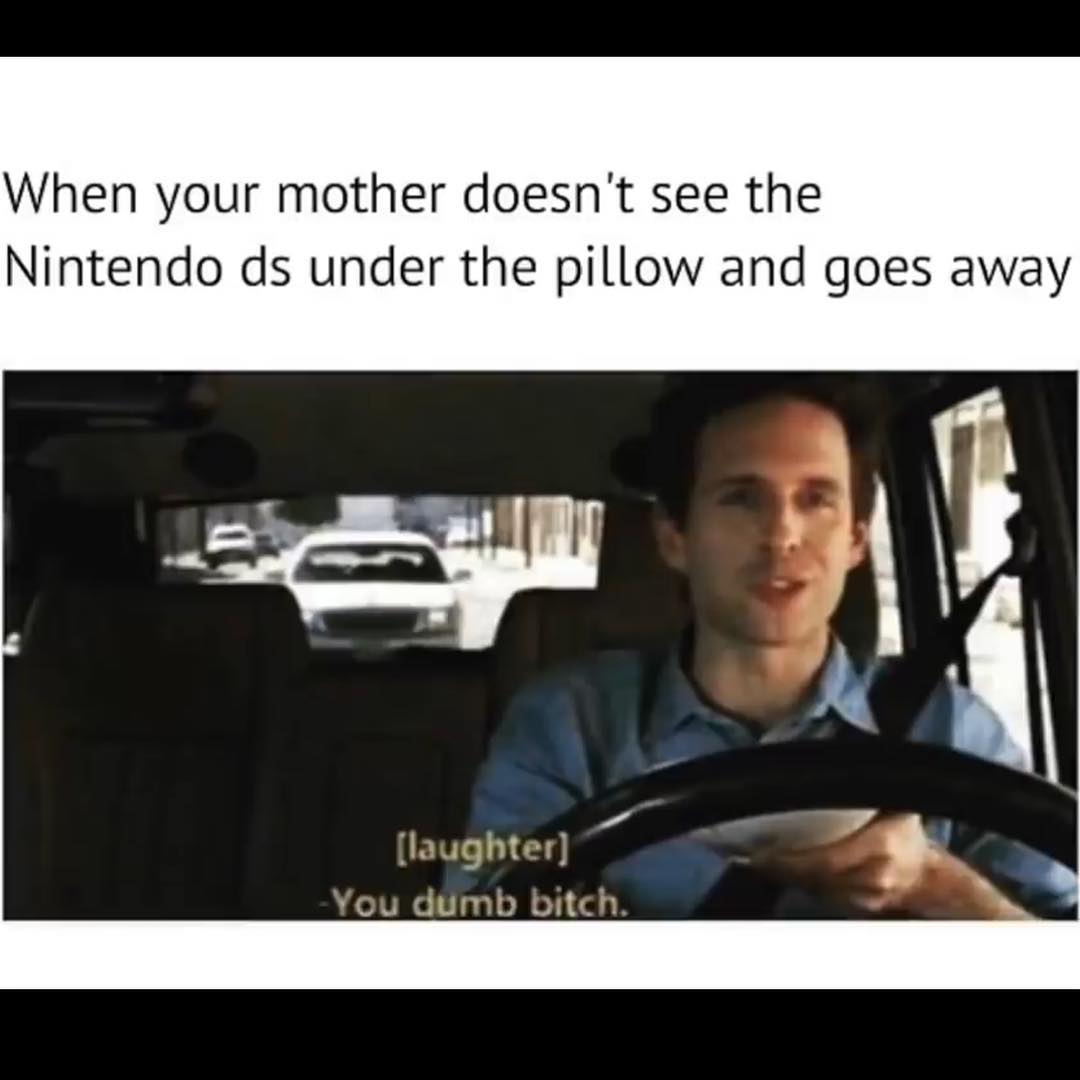 When your mother doesn't see the
Nintendo ds under the pillow and goes away
[laughter]
-You dumb bitch.